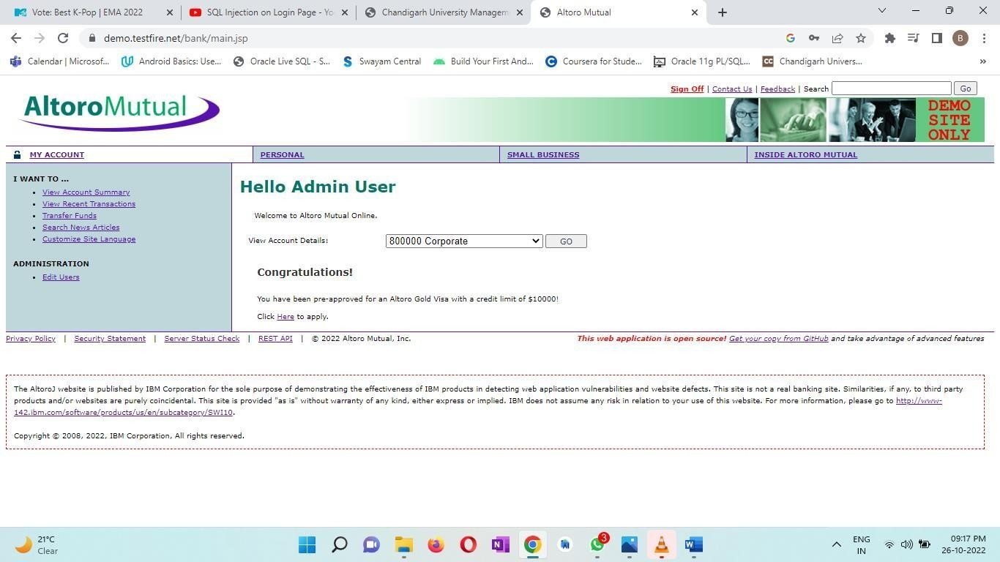 Vote: Best K-Pop | EMA 2022
SQL Injection on Login Page - Yo
Chandigarh University Managem
Altoro Mutual
demo.testfire.net/bank/main.jsp
B
Calendar | Microsof...
Android Basics: Use...
Oracle Live SQL - S...
Swayam Central
Build Your First And...
Coursera for Stude...
Oracle 11g PL/SQL...
CC Chandigarh Univers...
»
Sign Off | Contact Us | Feedback | Search Go
AltoroMutual
DEMO
SITE
ONLY
MY ACCOUNT PERSONAL SMALL BUSINESS INSIDE ALTORO MUTUAL
I WANT TO ...
• View Account Summary
• View Recent Transactions
• Transfer Funds
• Search News Articles
• Customize Site Language
ADMINISTRATION
• Edit Users
Hello Admin User
Welcome to Altoro Mutual Online.
View Account Details: 800000 Corporate GO
Congratulations!
You have been pre-approved for an Altoro Gold Visa with a credit limit of $10000!
Click Here to apply.
Privacy Policy | Security Statement | Server Status Check | REST API | © 2022 Altoro Mutual, Inc.
This web application is open source! Get your copy from GitHub and take advantage of advanced features
The AltoroJ website is published by IBM Corporation for the sole purpose of demonstrating the effectiveness of IBM products in detecting web application vulnerabilities and website defects. This site is not a real banking site. Similarities, if any, to third party
products and/or websites are purely coincidental. This site is provided "as is" without warranty of any kind, either express or implied. IBM does not assume any risk in relation to your use of this website. For more information, please go to http://www-
142.ibm.com/software/products/us/en/subcategory/SWI10.
Copyright © 2008, 2022, IBM Corporation, All rights reserved.
21°C
Clear
3
ENG
IN
09:17 PM
26-10-2022